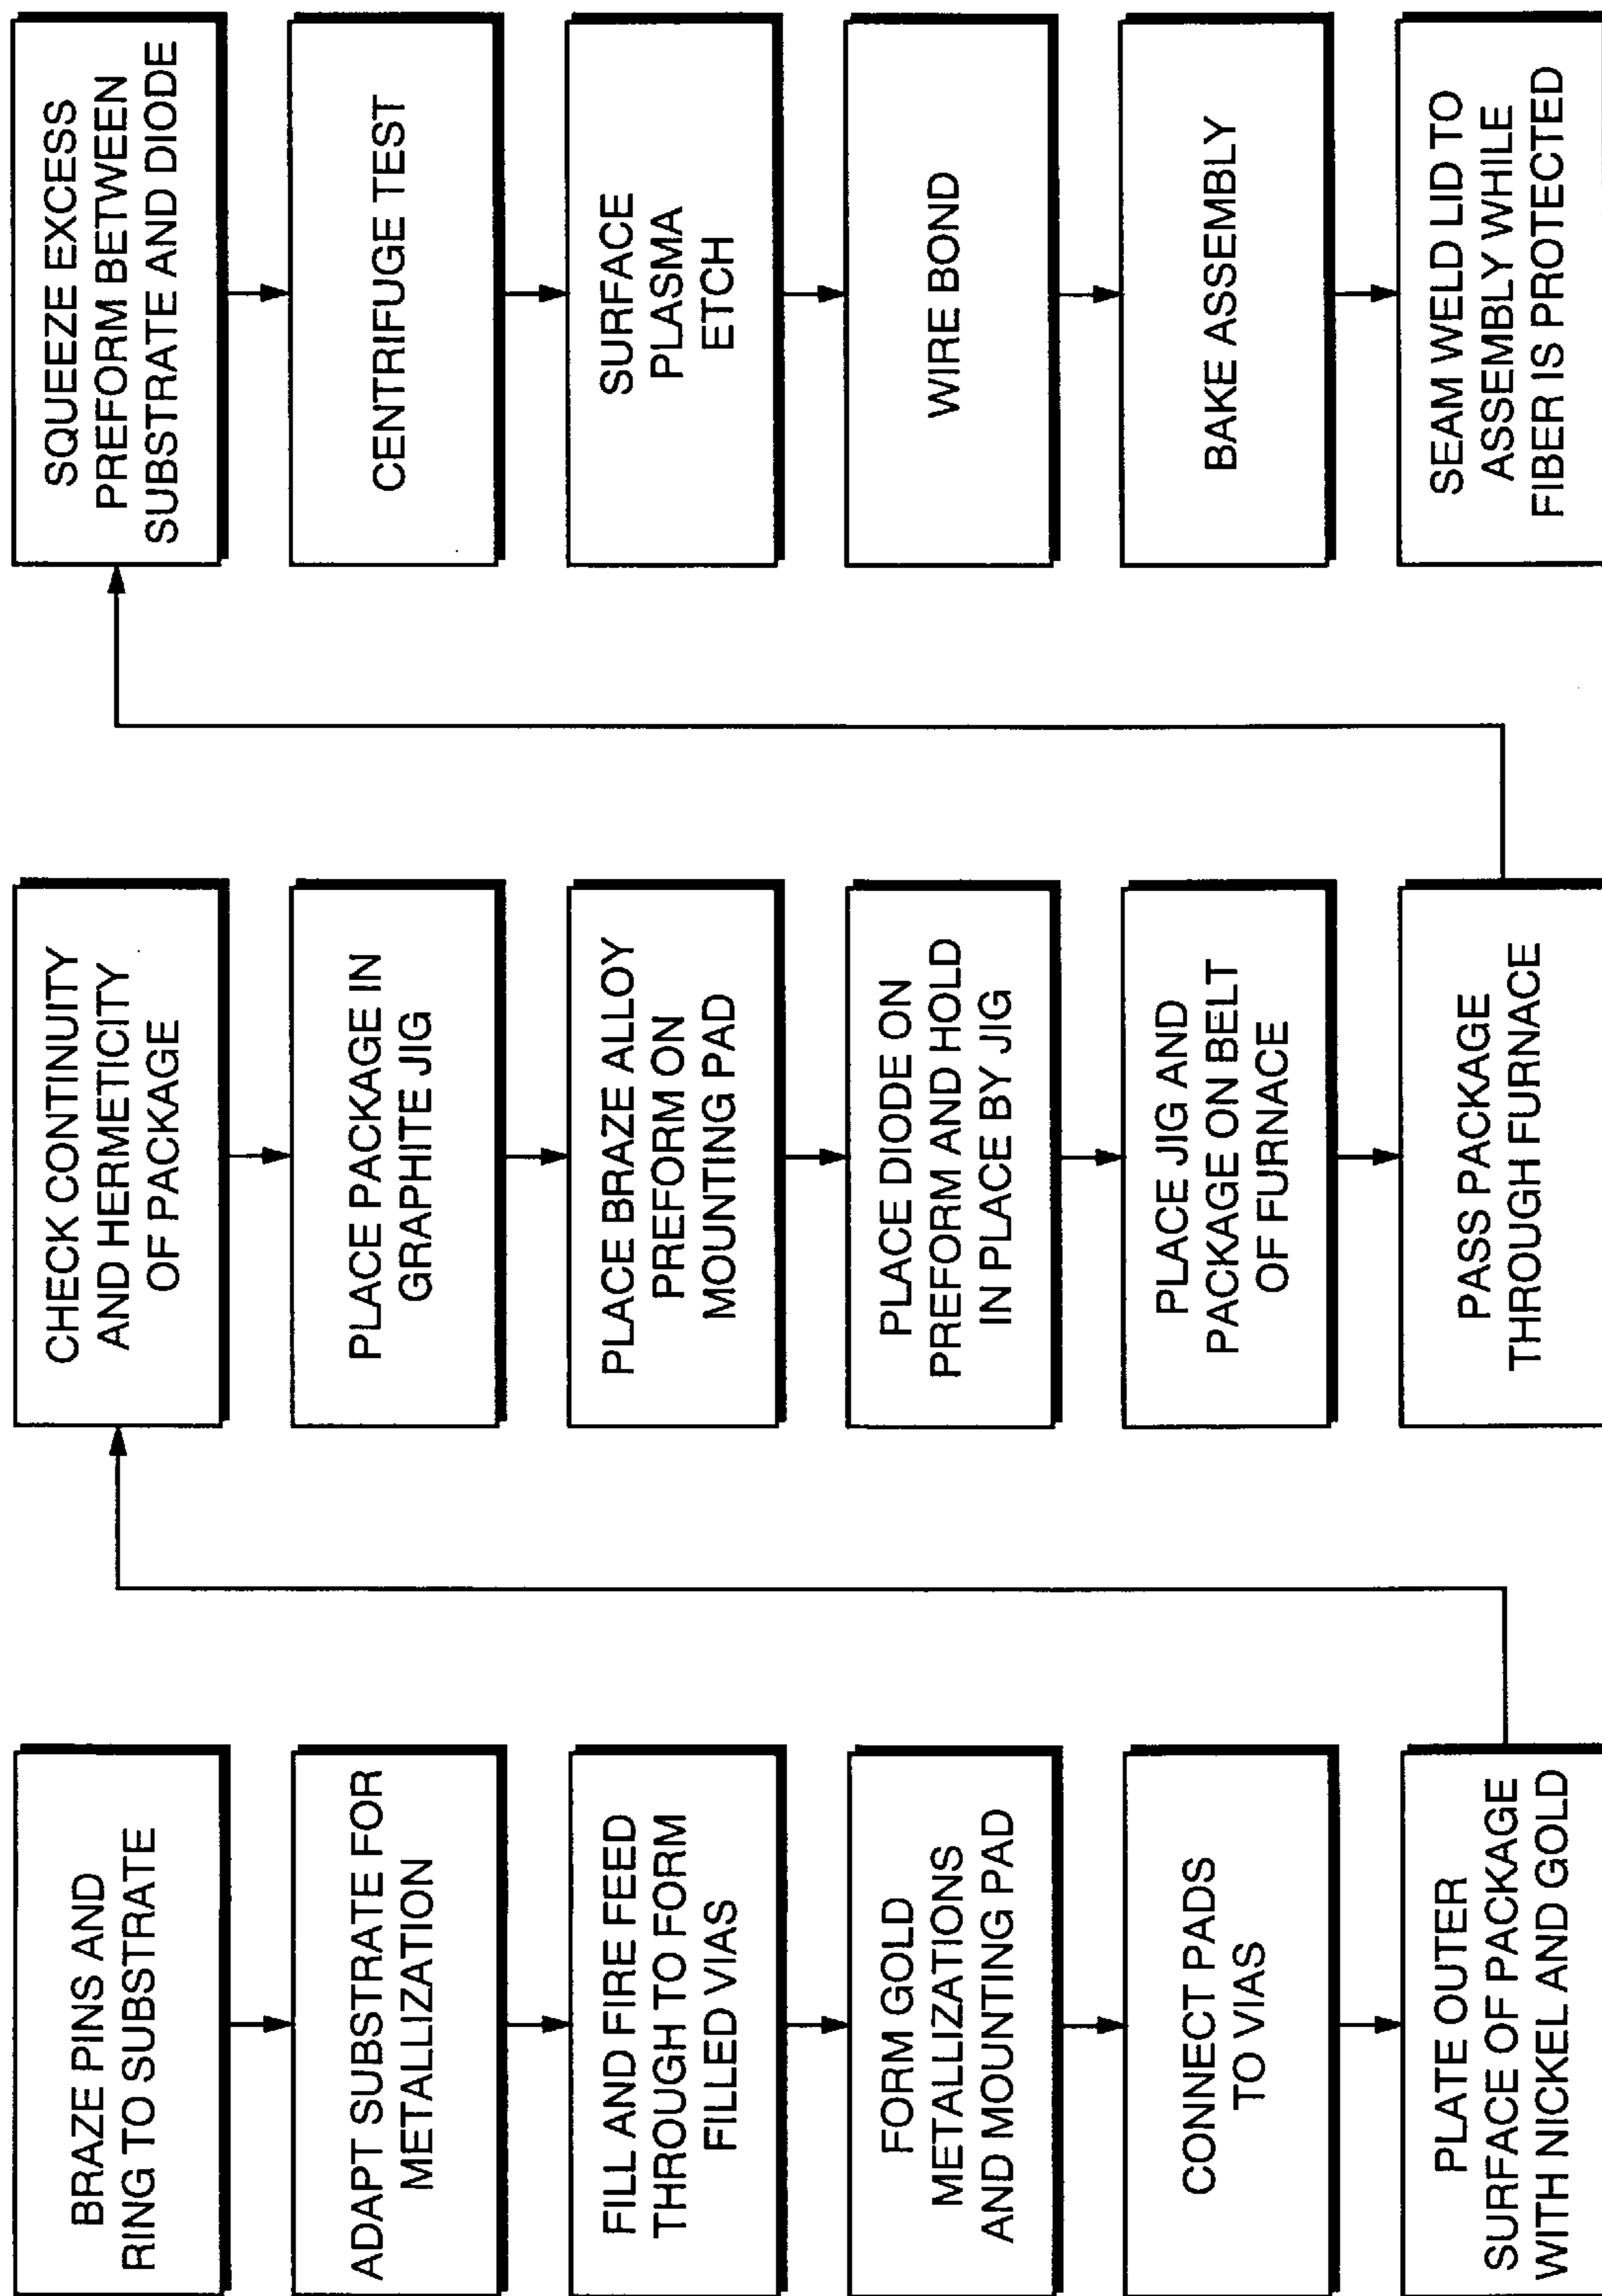 BRAZE PINS AND
RING TO SUBSTRATE
ADAPT SUBSTRATE FOR
METALLIZATION
FILL AND FIRE FEED
THROUGH TO FORM
FILLED VIAS
FORM GOLD
METALLIZATIONS
AND MOUNTING PAD
CONNECT PADS
TO VIAS
PLATE OUTER
SURFACE OF PACKAGE
WITH NICKEL AND GOLD
CHECK CONTINUITY
AND HERMETICITY
OF PACKAGE
PLACE PACKAGE IN
GRAPHITE JIG
PLACE BRAZE ALLOY
PREFORM ON
MOUNTING PAD
PLACE DIODE ON
PREFORM AND HOLD
IN PLACE BY JIG
PLACE JIG AND
PACKAGE ON BELT
OF FURNACE
PASS PACKAGE
THROUGH FURNACE
SQUEEZE EXCESS
PREFORM BETWEEN
SUBSTRATE AND DIODE
CENTRIFUGE TEST
SURFACE
PLASMA
ETCH
WIRE BOND
BAKE ASSEMBLY
SEAM WELD LID TO
ASSEMBLY WHILE
FIBER IS PROTECTED